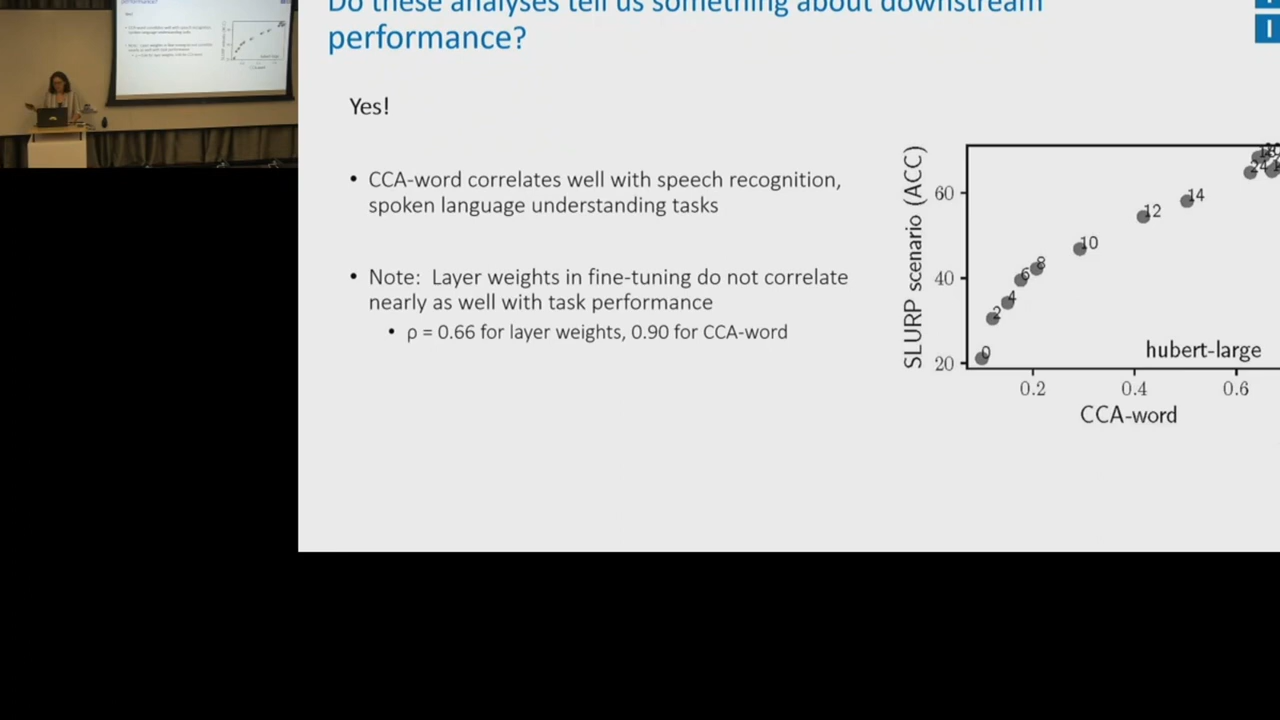 Do these analyses tell us something about downstream
performance?
Yes!
• CCA-word correlates well with speech recognition,
spoken language understanding tasks
• Note: Layer weights in fine-tuning do not correlate
nearly as well with task performance
• ρ = 0.66 for layer weights, 0.90 for CCA-word
SLURP scenario (ACC)
60
40
20
0
2
4
6
8
10
12
14
24
hubert-large
0.2
0.4
0.6
CCA-word